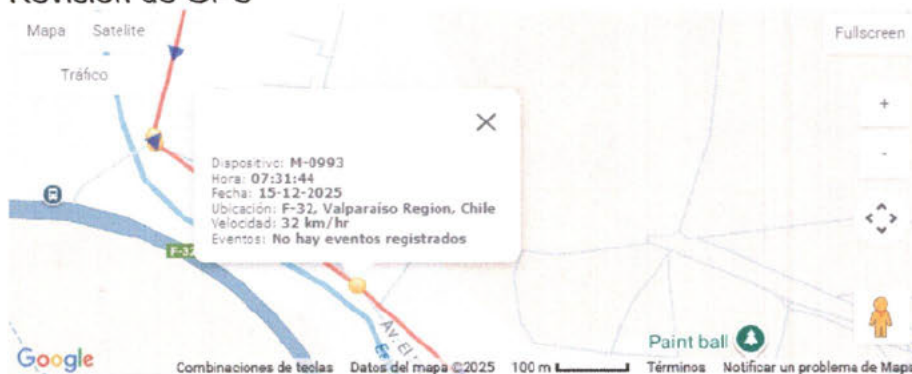 Revisión de GPS
Mapa Satelite
Fullscreen
Tráfico
Dispositivo: M-0993
Hora: 07:31:44
Fecha: 15-12-2025
Ubicación: F-32, Valparaíso Region, Chile
Velocidad: 32 km/hr
Eventos: No hay eventos registrados
F-32
Av. El
Paint ball
Google
Combinaciones de teclas Datos del mapa ©2025 100 m Términos Notificar un problema de Maps